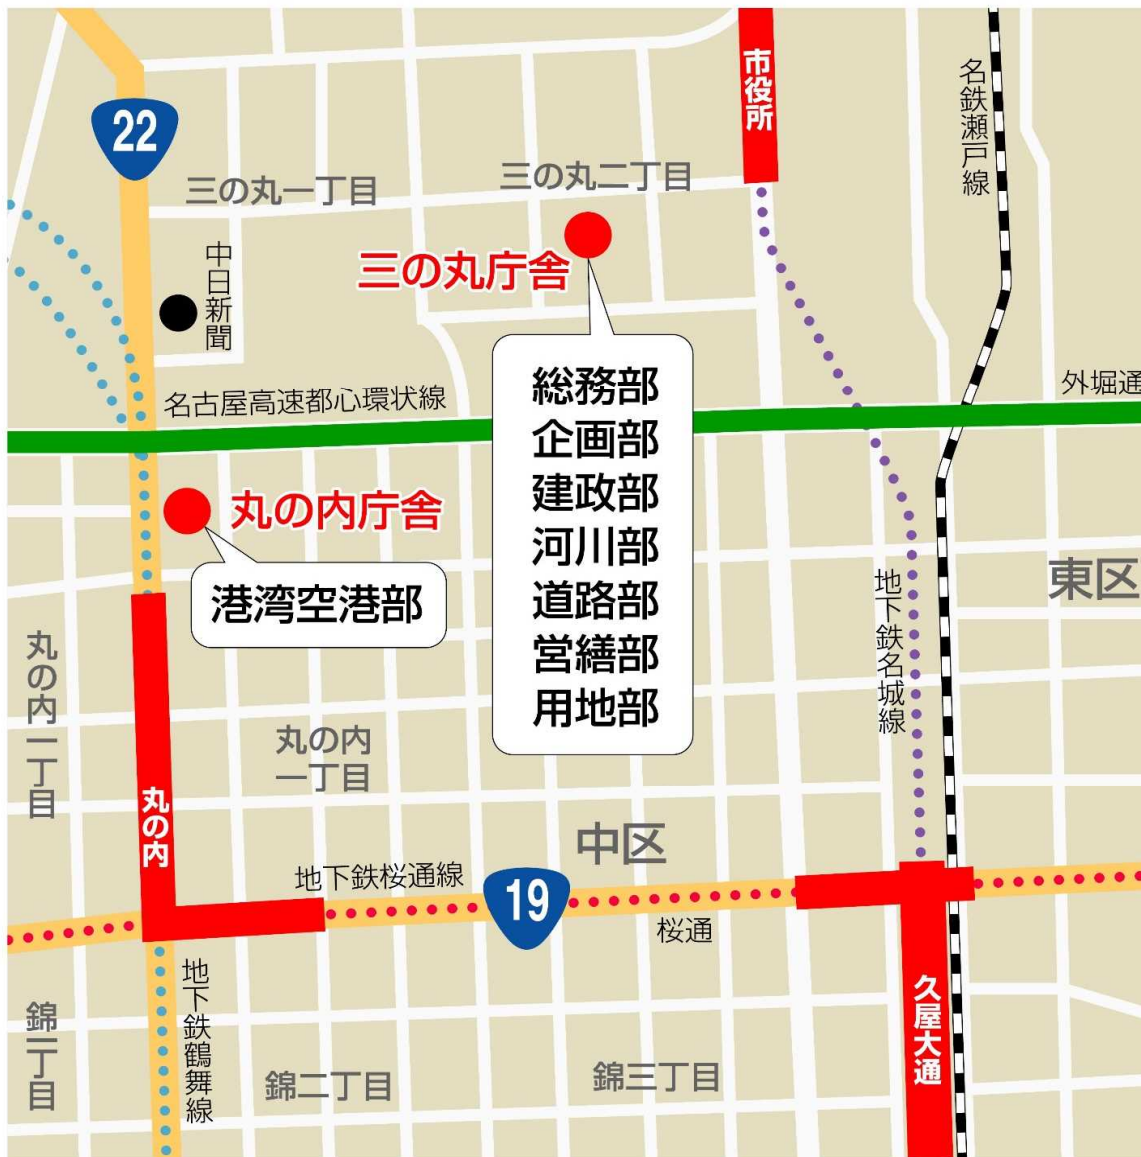 市役所
名鉄瀬戸線
22
三の丸一丁目
三の丸二丁目
中日新聞
三の丸庁舎
総務部
企画部
建政部
河川部
道路部
営繕部
用地部
名古屋高速都心環状線
外堀通
丸の内庁舎
港湾空港部
東区
地下鉄名城線
丸の内一丁目
丸の内
一丁目
丸の内
中区
地下鉄桜通線
19
桜通
地下鉄鶴舞線
久屋大通
錦一丁目
錦二丁目
錦三丁目